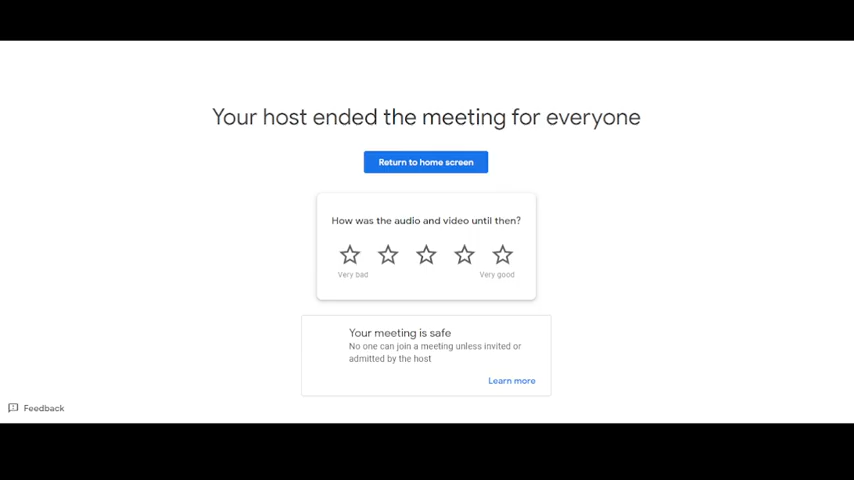 Your host ended the meeting for everyone
Return to home screen
How was the audio and video until then?
Very bad
Very good
Your meeting is safe
No one can join a meeting unless invited or
admitted by the host
Learn more
Feedback